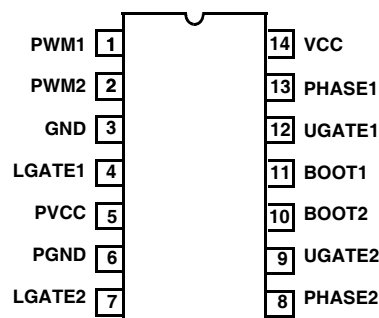 PWM1 1 14 VCC
PWM2 2 13 PHASE1
GND 3 12 UGATE1
LGATE1 4 11 BOOT1
PVCC 5 10 BOOT2
PGND 6 9 UGATE2
LGATE2 7 8 PHASE2